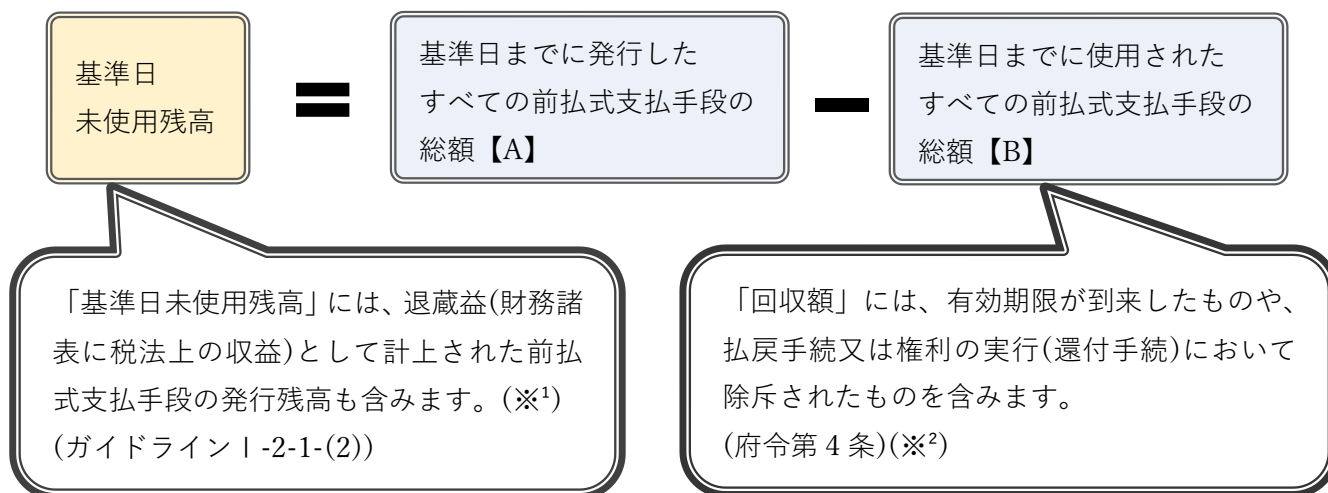 基準日
未使用残高
=
基準日までに発行した
すべての前払式支払手段の
総額【A】
−
基準日までに使用された
すべての前払式支払手段の
総額【B】
「基準日未使用残高」には、退蔵益(財務諸
表に税法上の収益)として計上された前払
式支払手段の発行残高も含みます。(※¹)
(ガイドラインⅠ-2-1-(2))
「回収額」には、有効期限が到来したものや、
払戻手続又は権利の実行(還付手続)において
除斥されたものを含みます。
(府令第 4 条)(※²)